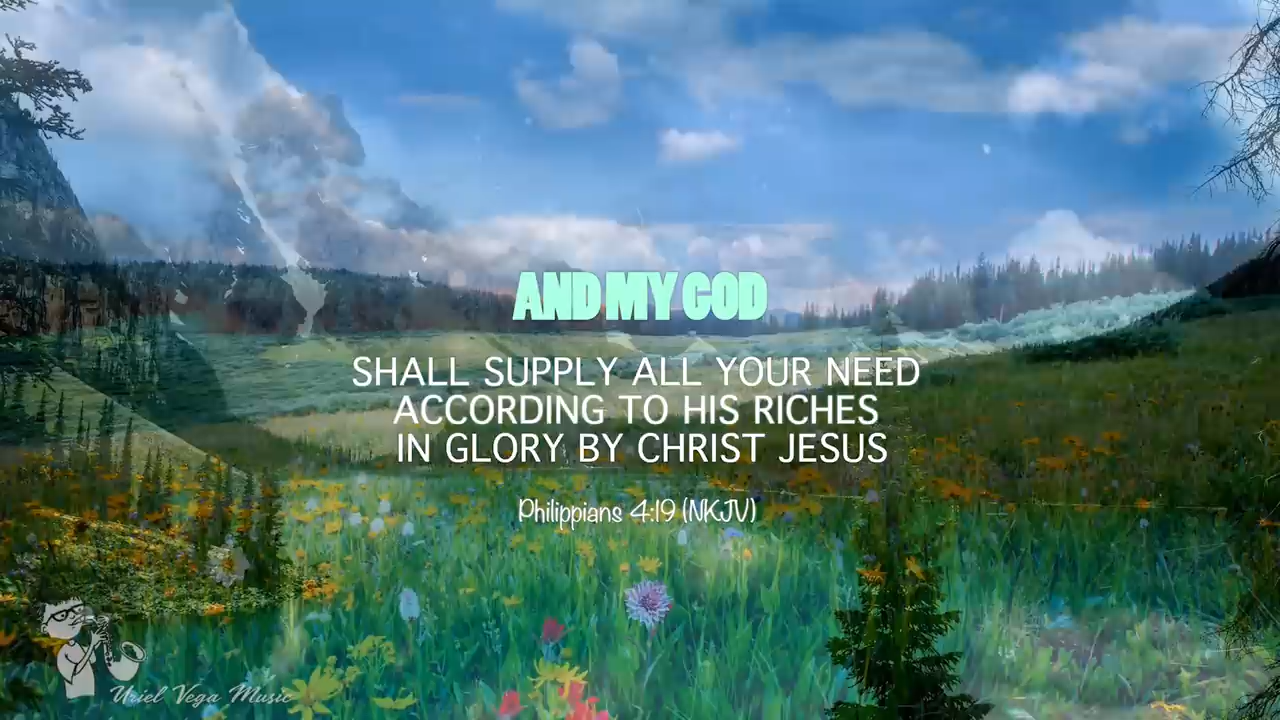 AND MY GOD
SHALL SUPPLY ALL YOUR NEED
ACCORDING TO HIS RICHES
IN GLORY BY CHRIST JESUS
Philippians 4:19 (NKJV)
Uriel Vega Music